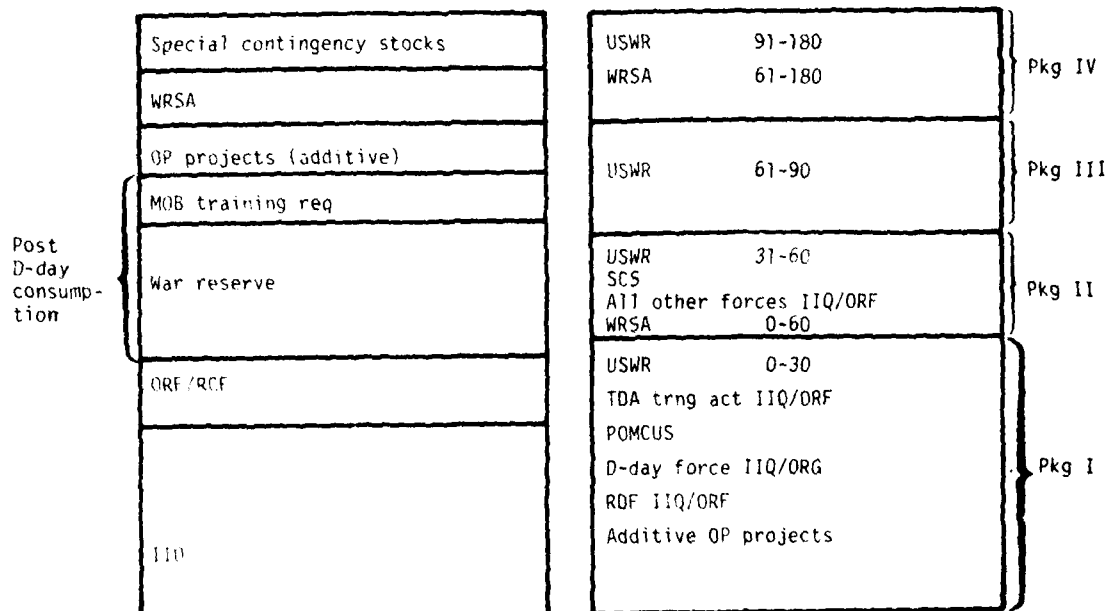 Special contingency stocks
WRSA
OP projects (additive)
MOB training req
War reserve
ORF/RCF
IIQ
Post
D-day
consump-
tion
USWR 91-180
WRSA 61-180
Pkg IV
USWR 61-90
Pkg III
USWR 31-60
SCS
All other forces IIQ/ORF
WRSA 0-60
Pkg II
USWR 0-30
TDA trng act IIQ/ORF
POMCUS
D-day force IIQ/ORG
RDF IIQ/ORF
Additive OP projects
Pkg I